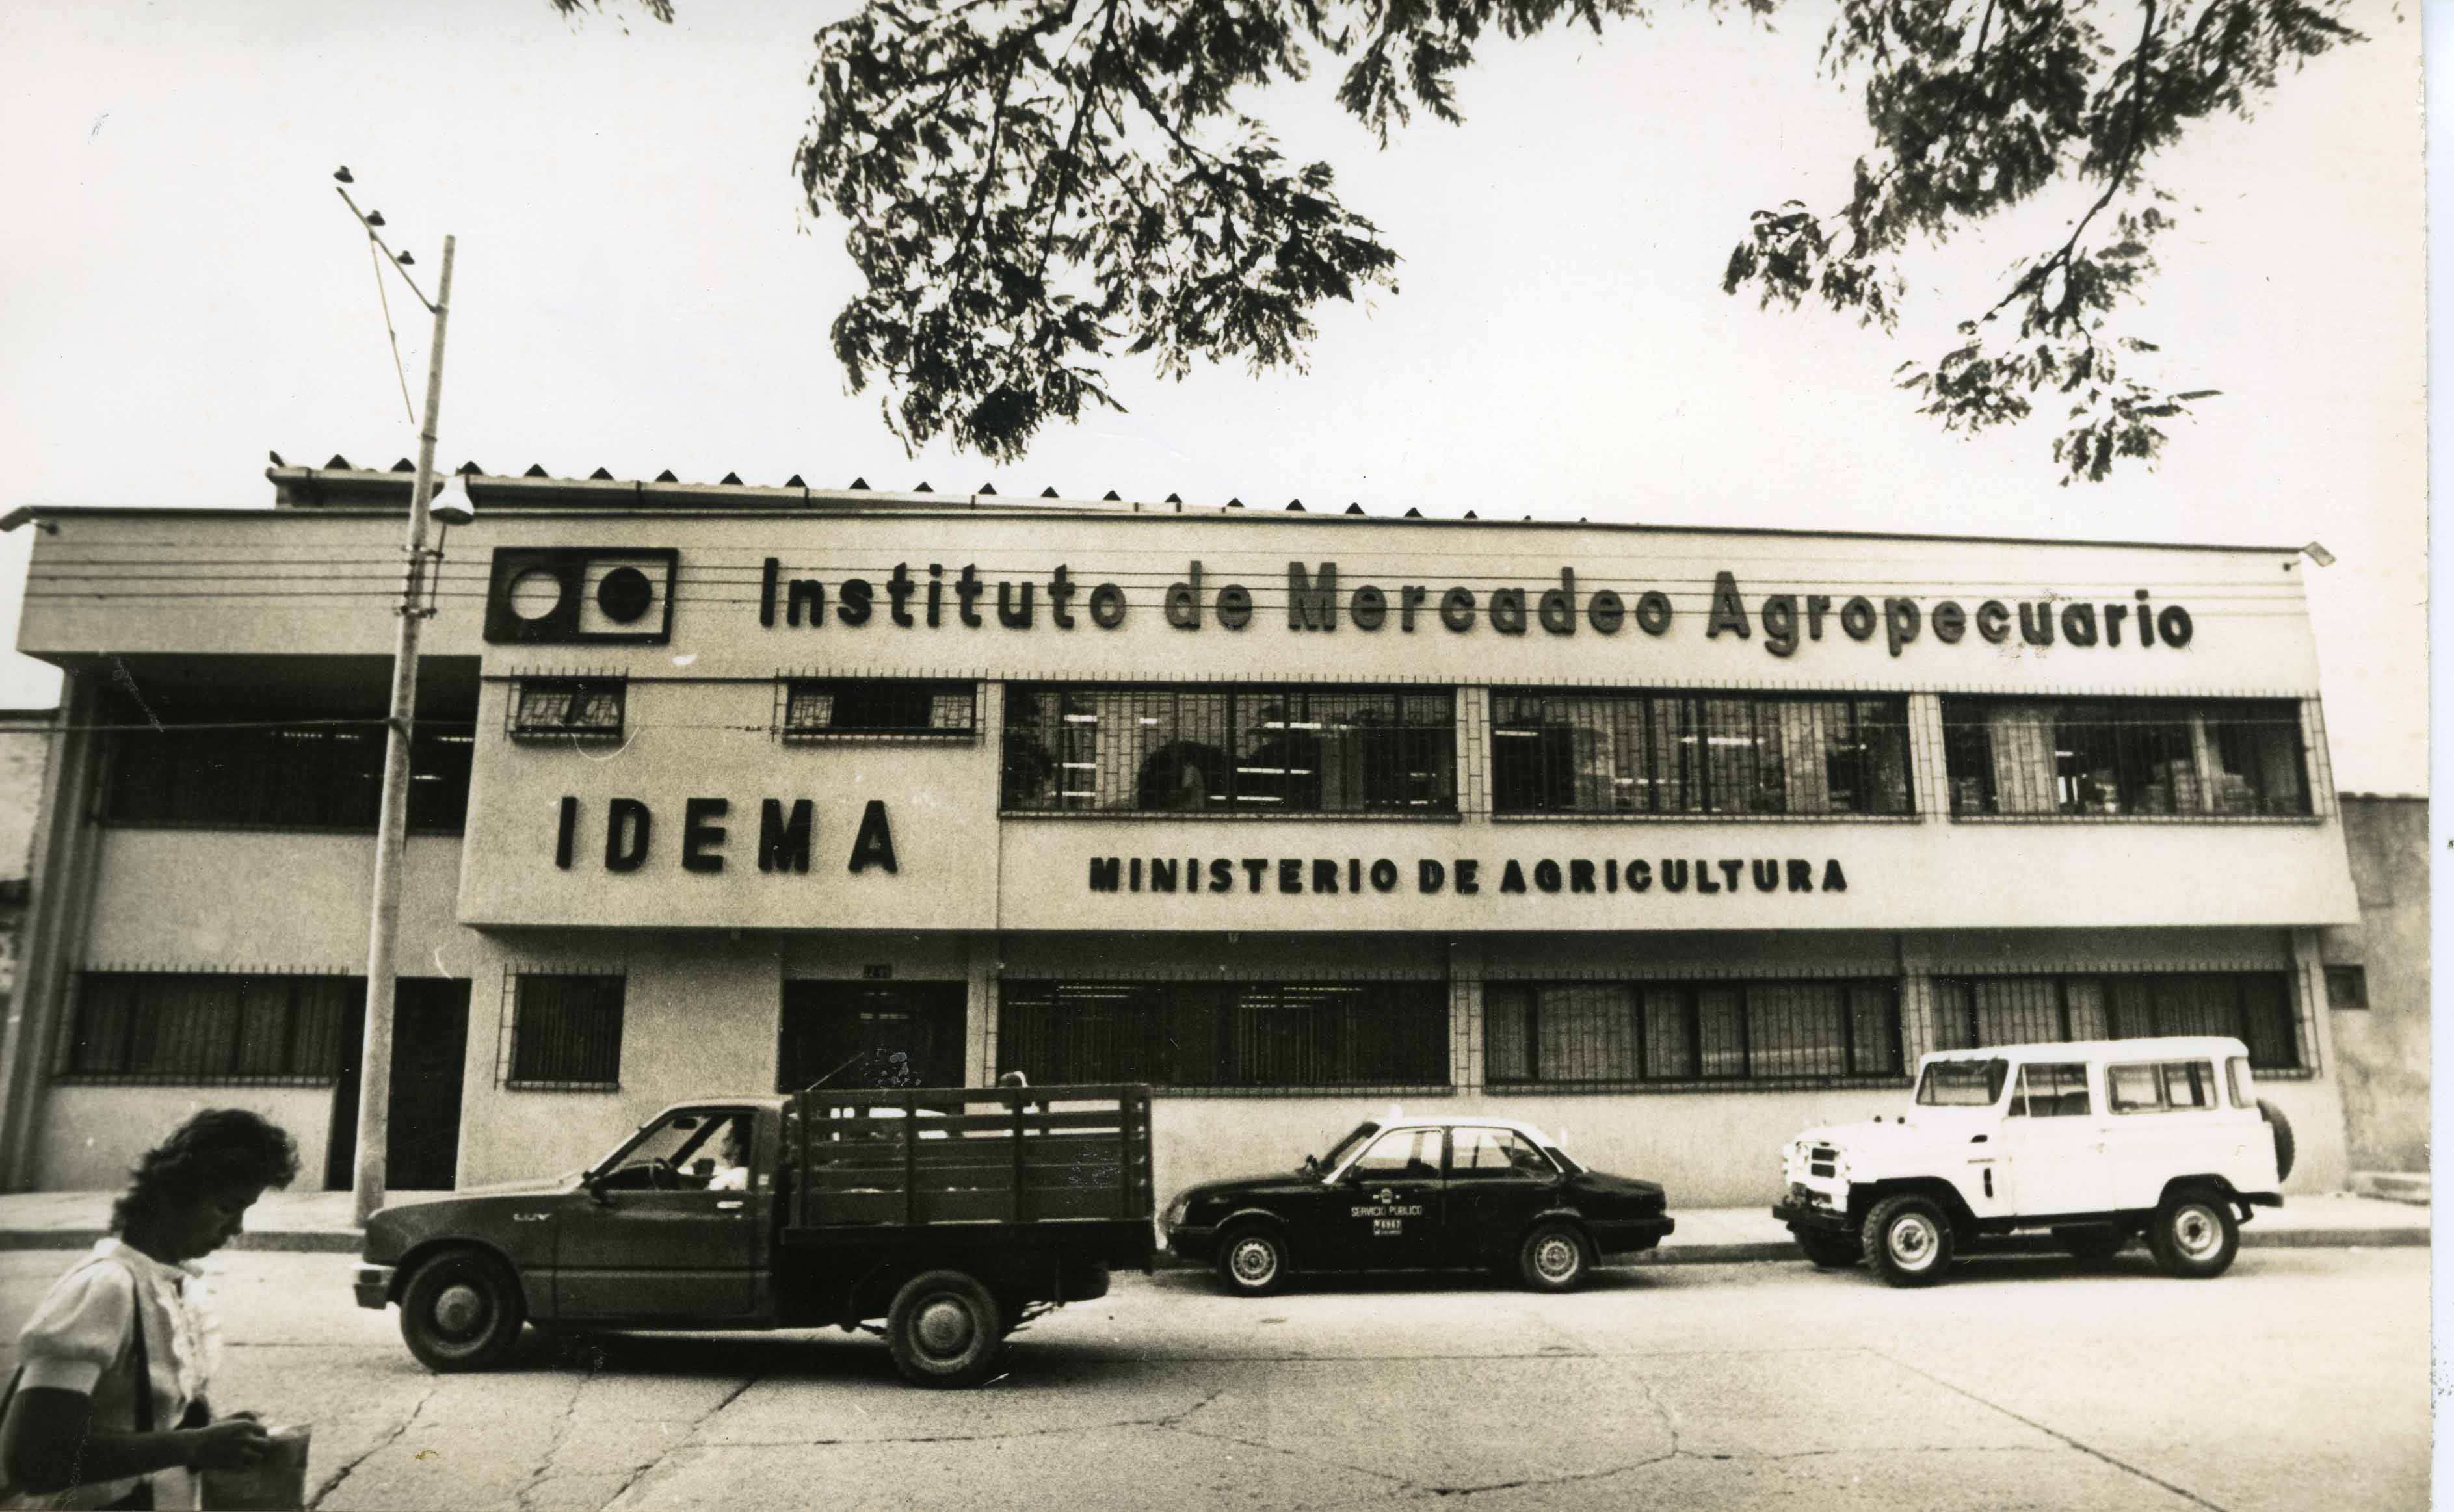 Instituto de Mercadeo Agropecuario
IDEMA
MINISTERIO DE AGRICULTURA
LUV
SERVICIO PUBLICO